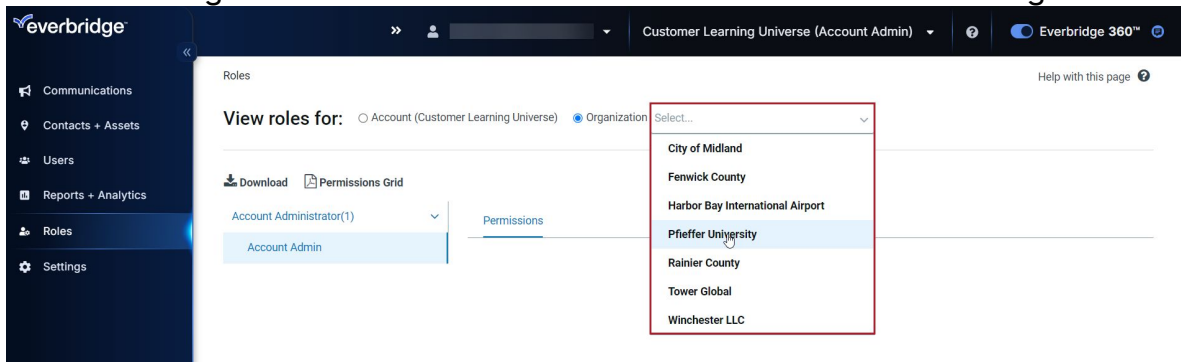 everbridge™
»
Customer Learning Universe (Account Admin)
Everbridge 360™
«
Communications
Contacts + Assets
Users
Reports + Analytics
Roles
Settings
Roles
Help with this page
View roles for:
Account (Customer Learning Universe)
Organization
Select...
City of Midland
Fenwick County
Harbor Bay International Airport
Pfieffer University
Rainier County
Tower Global
Winchester LLC
Download
Permissions Grid
Account Administrator(1)
Account Admin
Permissions